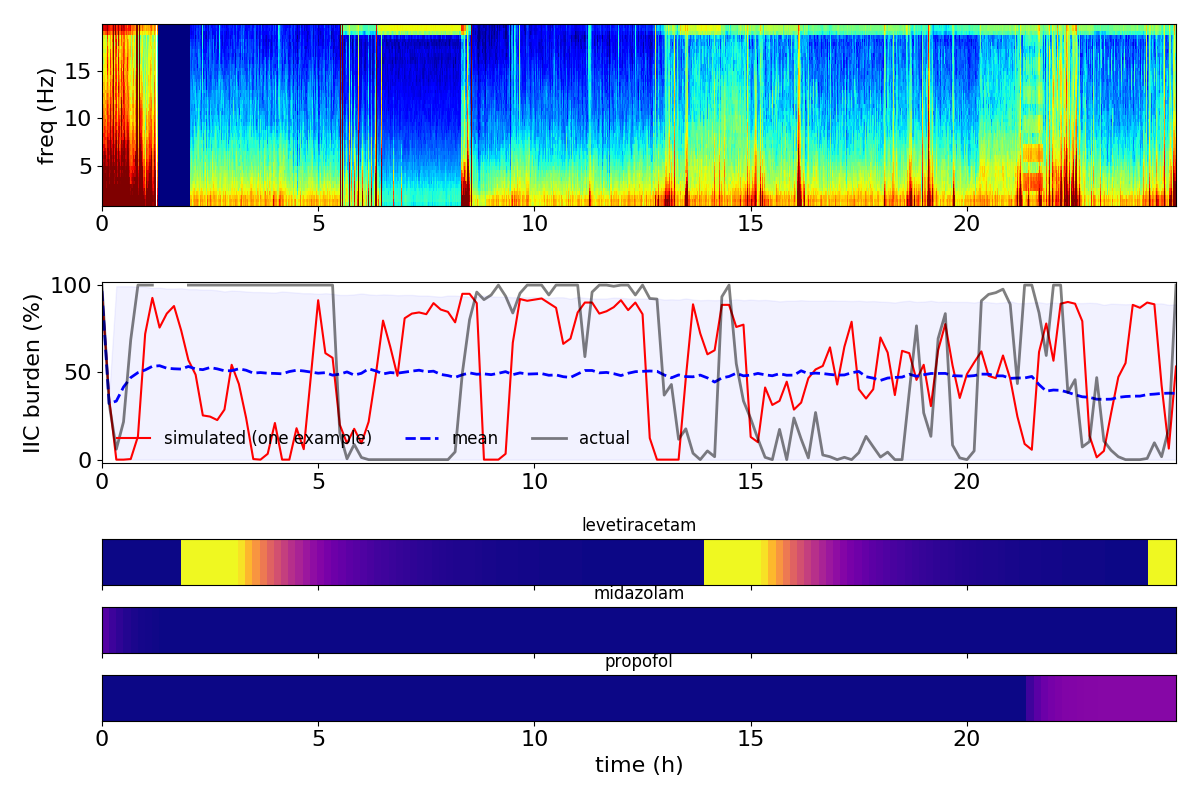 freq (Hz)
15
10
5
0 5 10 15 20
IIC burden (%)
100
50
0
simulated (one example) mean actual
0 5 10 15 20
levetiracetam
midazolam
propofol
0 5 10 15 20
time (h)